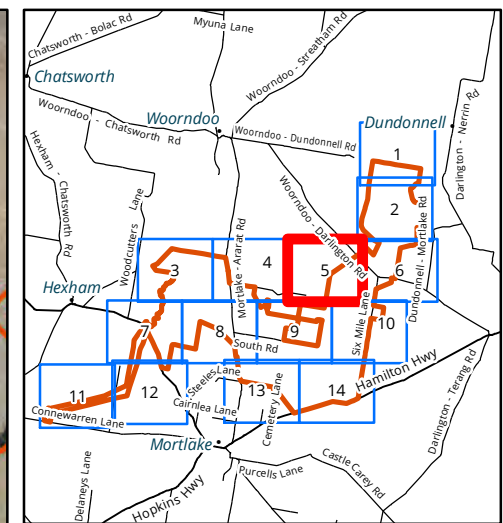 Chatsworth - Bolac Rd
Myuna Lane
Woorndoo - Streatham Rd
Chatsworth
Woorndoo - Chatsworth Rd
Woorndoo
Woorndoo - Dundonnell Rd
Dundonnell
Darlington - Nerrin Rd
Hexham - Chatsworth Rd
Woodcutters Lane
Woorndoo - Darlington Rd
Mortlake - Ararat Rd
Dundonnell - Mortlake Rd
1
2
3
4
5
6
Hexham
7
8
9
10
South Rd
Six Mile Lane
Hamilton Hwy
11
12
13
14
Steeles Lane
Cairnlea Lane
Connewarren Lane
Cemetery Lane
Darlington - Terang Rd
Mortlake
Delaneys Lane
Hopkins Hwy
Purcells Lane
Castle Carey Rd